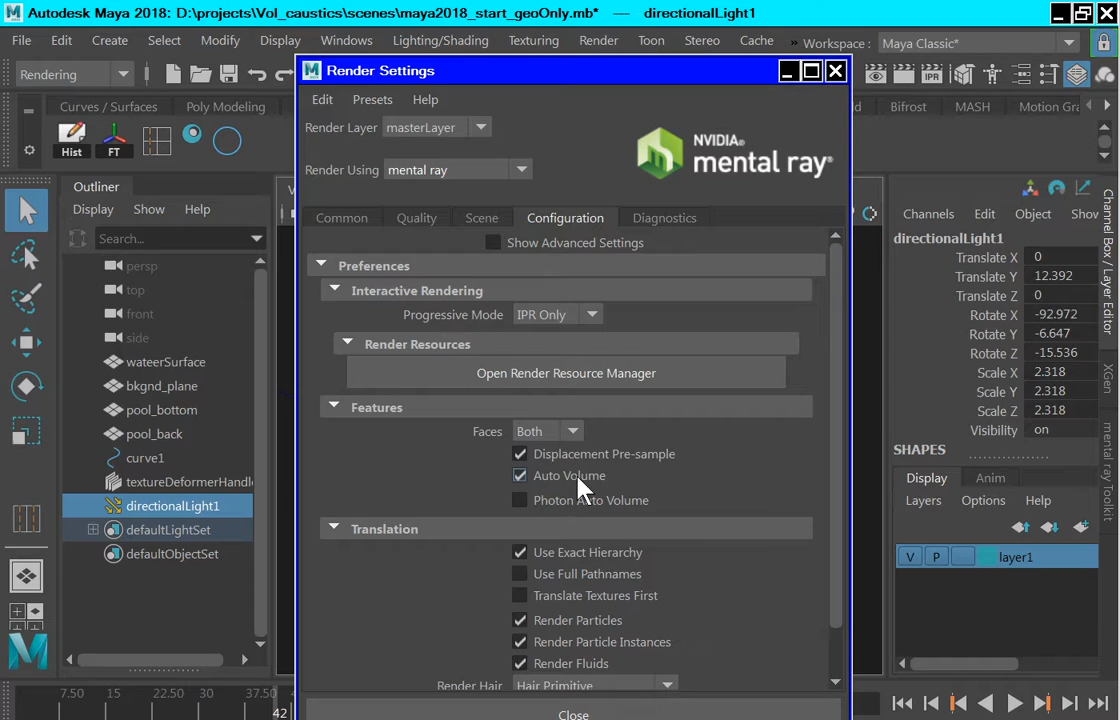 Autodesk Maya 2018: D:\projects\Vol_caustics\scenes\maya2018_start_geoOnly.mb* --- directionalLight1
File Edit Create Select Modify Display Windows Lighting/Shading Texturing Render Toon Stereo Cache » Workspace : Maya Classic*
Rendering
IPR
Curves / Surfaces Poly Modeling
Bifrost MASH Motion Gra
Hist FT
Outliner
Display Show Help
Search...
persp
top
front
side
wateerSurface
bkgnd_plane
pool_bottom
pool_back
curve1
textureDeformerHandle
directionalLight1
defaultLightSet
defaultObjectSet
Render Settings
Edit Presets Help
Render Layer masterLayer
Render Using mental ray
NVIDIA®
mental ray®
Common Quality Scene Configuration Diagnostics
Show Advanced Settings
Preferences
Interactive Rendering
Progressive Mode IPR Only
Render Resources
Open Render Resource Manager
Features
Faces Both
Displacement Pre-sample
Auto Volume
Photon Auto Volume
Translation
Use Exact Hierarchy
Use Full Pathnames
Translate Textures First
Render Particles
Render Particle Instances
Render Fluids
Render Hair Hair Primitive
Close
Channels Edit Object Show
directionalLight1
Translate X 0
Translate Y 12.392
Translate Z 0
Rotate X -92.972
Rotate Y -6.647
Rotate Z -15.536
Scale X 2.318
Scale Y 2.318
Scale Z 2.318
Visibility on
SHAPES
Display Anim
Layers Options Help
V P layer1
Channel Box / Layer Editor
XGen
mental ray Toolkit
7.50 15 22.50 30 37.50
42